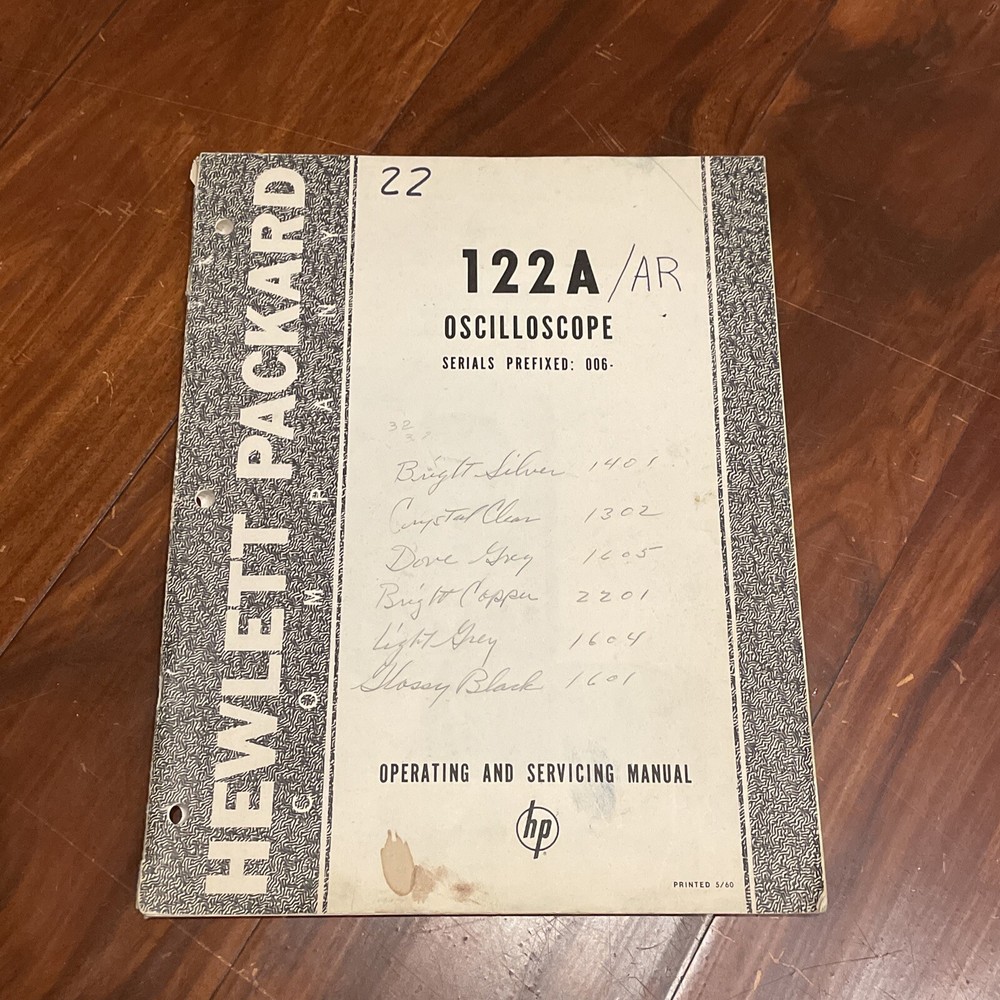 HEWLETT PACKARD
COMPANY
22
122A /AR
OSCILLOSCOPE
SERIALS PREFIXED: 006-
32
Bright Silver 1401
Crystal Clear 1302
Dove Grey 1605
Bright Copper 2201
Light Grey 1604
Glossy Black 1601
OPERATING AND SERVICING MANUAL
hp
PRINTED 5/60